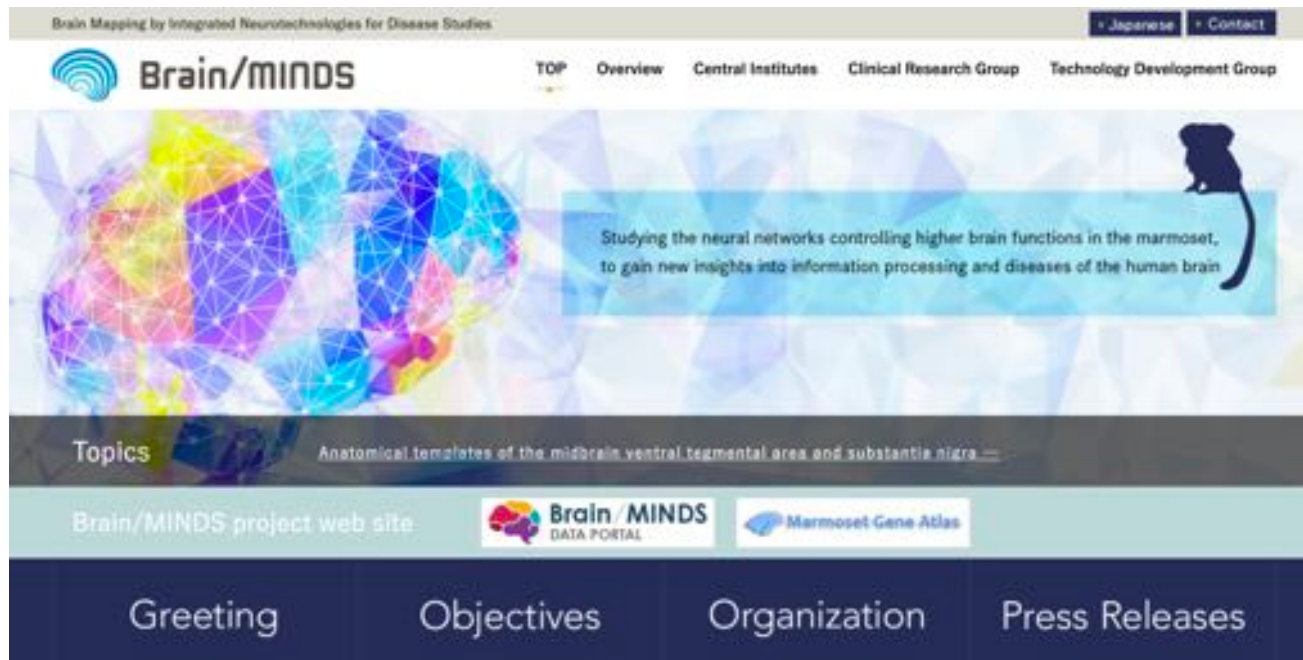 Brain Mapping by Integrated Neurotechnologies for Disease Studies
Japanese
Contact
Brain/MINDS
TOP
Overview
Central Institutes
Clinical Research Group
Technology Development Group
Studying the neural networks controlling higher brain functions in the marmoset,
to gain new insights into information processing and diseases of the human brain
Topics
Anatomical templates of the midbrain ventral tegmental area and substantia nigra —
Brain/MINDS project web site
Brain/MINDS
DATA PORTAL
Marmoset Gene Atlas
Greeting
Objectives
Organization
Press Releases